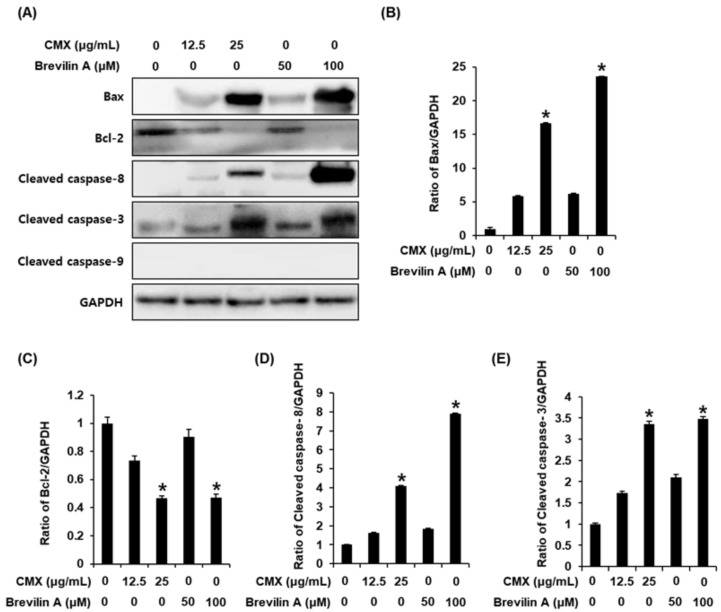 (A)
CMX (µg/mL) 0 12.5 25 0 0
Brevilin A (µM) 0 0 0 50 100
Bax
Bcl-2
Cleaved caspase-8
Cleaved caspase-3
Cleaved caspase-9
GAPDH
(B)
Ratio of Bax/GAPDH
25
20
15
10
5
0
* *
CMX (µg/mL) 0 12.5 25 0 0
Brevilin A (µM) 0 0 0 50 100
(C)
Ratio of Bcl-2/GAPDH
1.2
1
0.8
0.6
0.4
0.2
0
* *
CMX (µg/mL) 0 12.5 25 0 0
Brevilin A (µM) 0 0 0 50 100
(D)
Ratio of Cleaved caspase- 8/GAPDH
9
8
7
6
5
4
3
2
1
0
* *
CMX (µg/mL) 0 12.5 25 0 0
Brevilin A (µM) 0 0 0 50 100
(E)
Ratio of Cleaved caspase- 3/GAPDH
4
3.5
3
2.5
2
1.5
1
0.5
0
* *
CMX (µg/mL) 0 12.5 25 0 0
Brevilin A (µM) 0 0 0 50 100